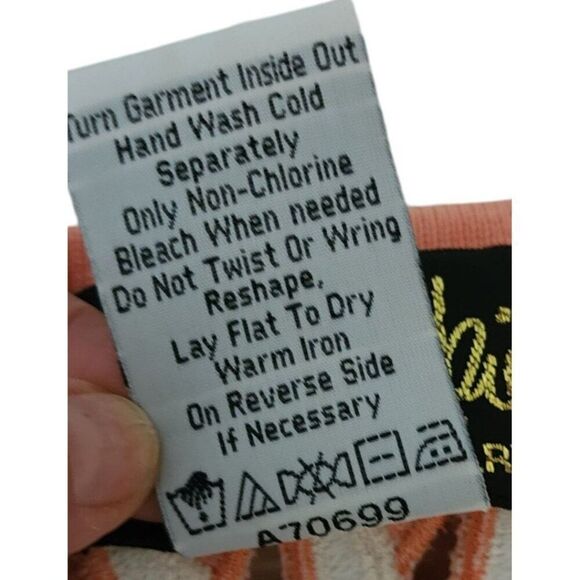 Turn Garment Inside Out
Hand Wash Cold
Separately
Only Non-Chlorine
Bleach When needed
Do Not Twist Or Wring
Reshape.
Lay Flat To Dry
Warm Iron
On Reverse Side
If Necessary
A70699